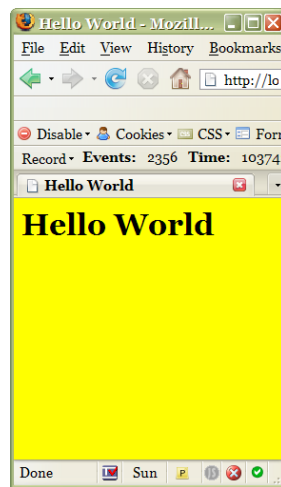 Hello World - Mozill...
File Edit View History Bookmarks
http://lo
Disable Cookies CSS Forr
Record Events: 2356 Time: 10374
Hello World
Hello World
Done Sun P